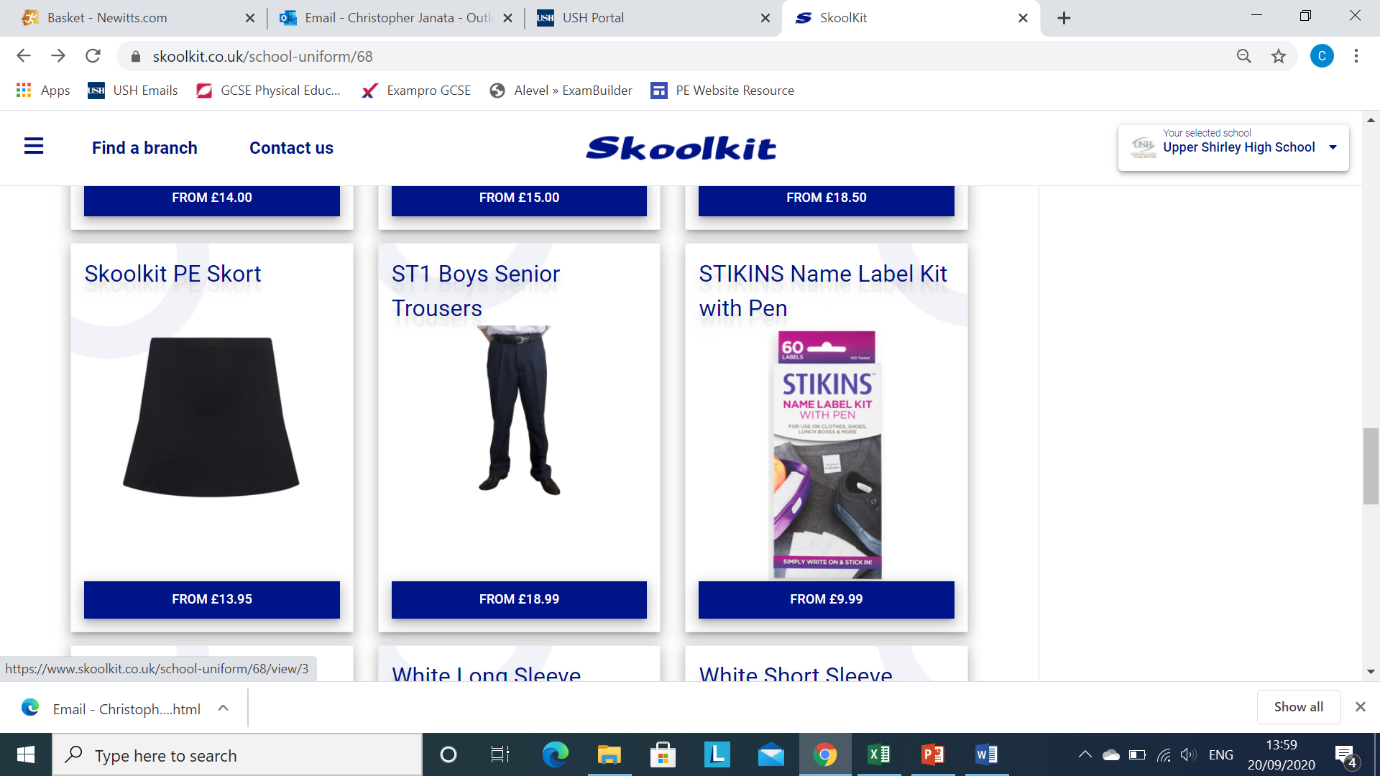 Basket - Newitts.com
Email - Christopher Janata - Outl
USH USH Portal
SkoolKit
skoolkit.co.uk/school-uniform/68
C
Apps
USH USH Emails
GCSE Physical Educ...
Exampro GCSE
Alevel » ExamBuilder
PE Website Resource
Find a branch
Contact us
Skoolkit
USH
Your selected school
Upper Shirley High School
FROM £14.00
FROM £15.00
FROM £18.50
Skoolkit PE Skort
FROM £13.95
ST1 Boys Senior
Trousers
FROM £18.99
STIKINS Name Label Kit
with Pen
60
LABELS
STIKINS™
NAME LABEL KIT
WITH PEN
FOR USE ON CLOTHES, SHOES,
LUNCH BOXES & MORE
SIMPLY WRITE ON & STICK IN!
FROM £9.99
White Long Sleeve
White Short Sleeve
https://www.skoolkit.co.uk/school-uniform/68/view/3
Email - Christoph....html
Show all
Type here to search
L
ENG
13:59
20/09/2020
4